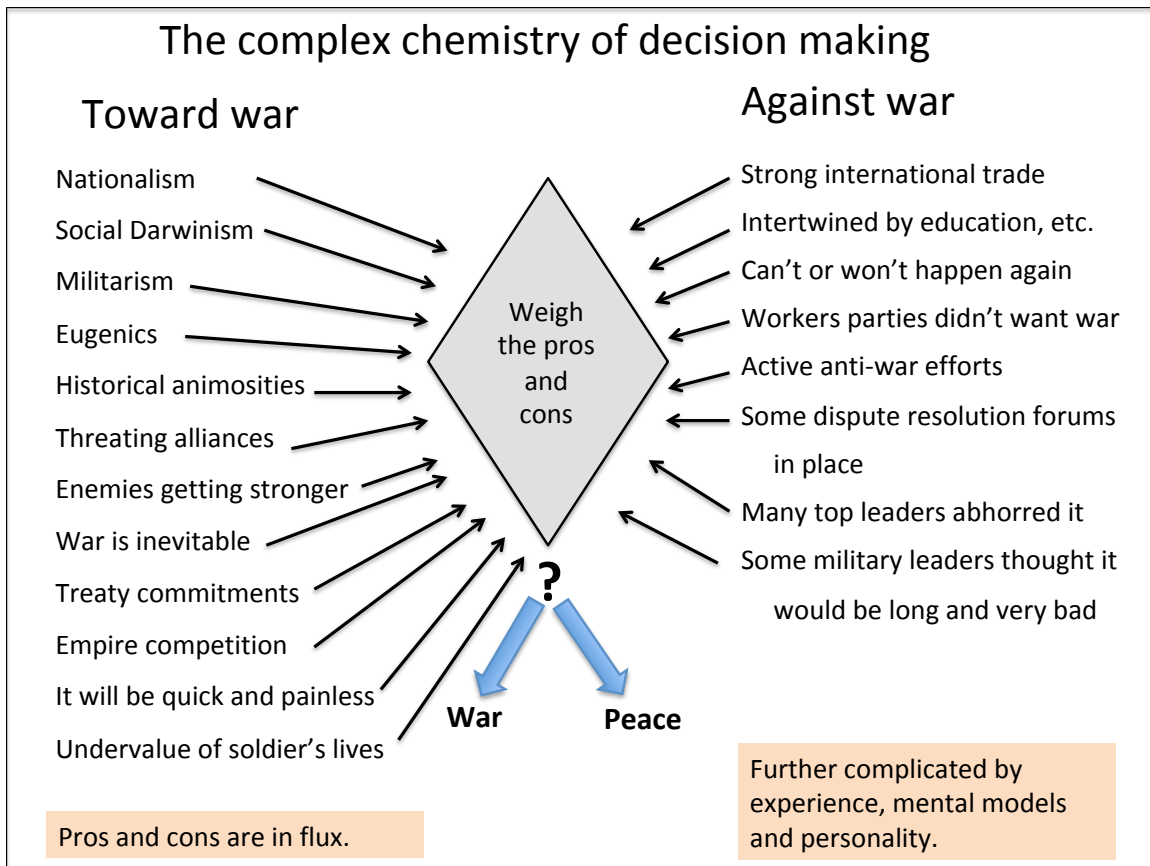 The complex chemistry of decision making
Toward war
Nationalism
Social Darwinism
Militarism
Eugenics
Historical animosities
Threating alliances
Enemies getting stronger
War is inevitable
Treaty commitments
Empire competition
It will be quick and painless
Undervalue of soldier’s lives
Weigh
the pros
and
cons
?
War
Peace
Against war
Strong international trade
Intertwined by education, etc.
Can’t or won’t happen again
Workers parties didn’t want war
Active anti-war efforts
Some dispute resolution forums
in place
Many top leaders abhorred it
Some military leaders thought it
would be long and very bad
Pros and cons are in flux.
Further complicated by
experience, mental models
and personality.